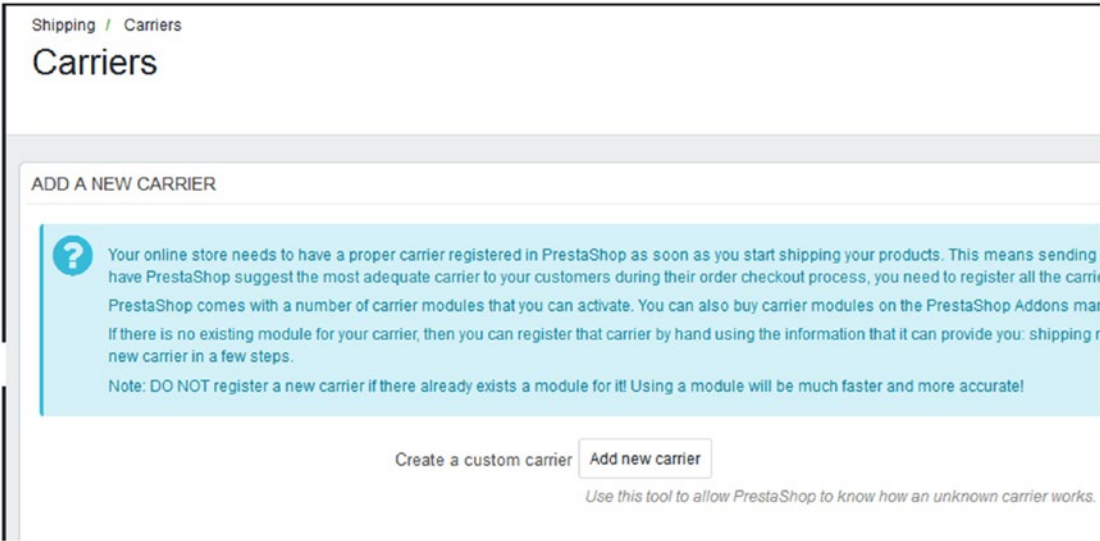 Shipping / Carriers
Carriers
ADD A NEW CARRIER
?
Your online store needs to have a proper carrier registered in PrestaShop as soon as you start shipping your products. This means sending
have PrestaShop suggest the most adequate carrier to your customers during their order checkout process, you need to register all the
PrestaShop comes with a number of carrier modules that you can activate. You can also buy carrier modules on the PrestaShop Addons
If there is no existing module for your carrier, then you can register that carrier by hand using the information that it can provide you: shipping
new carrier in a few steps.
Note: DO NOT register a new carrier if there already exists a module for it! Using a module will be much faster and more accurate!
Create a custom carrier Add new carrier
Use this tool to allow PrestaShop to know how an unknown carrier works.